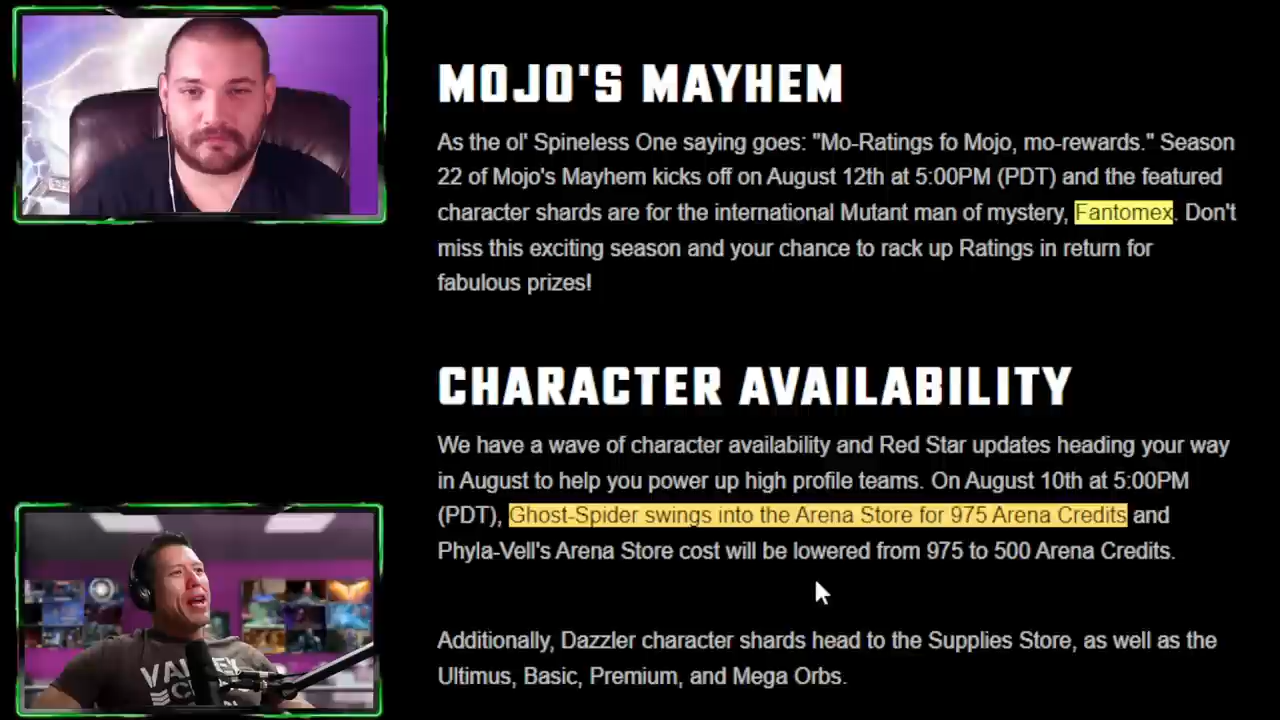 MOJO'S MAYHEM
As the ol' Spineless One saying goes: "Mo-Ratings fo Mojo, mo-rewards." Season
22 of Mojo's Mayhem kicks off on August 12th at 5:00PM (PDT) and the featured
character shards are for the international Mutant man of mystery, Fantomex. Don't
miss this exciting season and your chance to rack up Ratings in return for
fabulous prizes!
CHARACTER AVAILABILITY
We have a wave of character availability and Red Star updates heading your way
in August to help you power up high profile teams. On August 10th at 5:00PM
(PDT), Ghost-Spider swings into the Arena Store for 975 Arena Credits and
Phyla-Vell's Arena Store cost will be lowered from 975 to 500 Arena Credits.
Additionally, Dazzler character shards head to the Supplies Store, as well as the
Ultimus, Basic, Premium, and Mega Orbs.